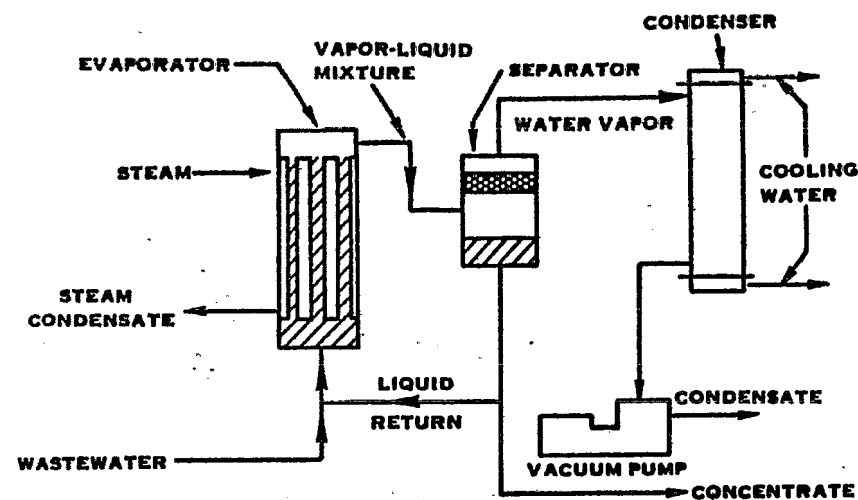 CONDENSER
VAPOR-LIQUID
MIXTURE
EVAPORATOR
SEPARATOR
WATER VAPOR
STEAM
COOLING
WATER
STEAM
CONDENSATE
LIQUID
RETURN
CONDENSATE
WASTEWATER
VACUUM PUMP
CONCENTRATE